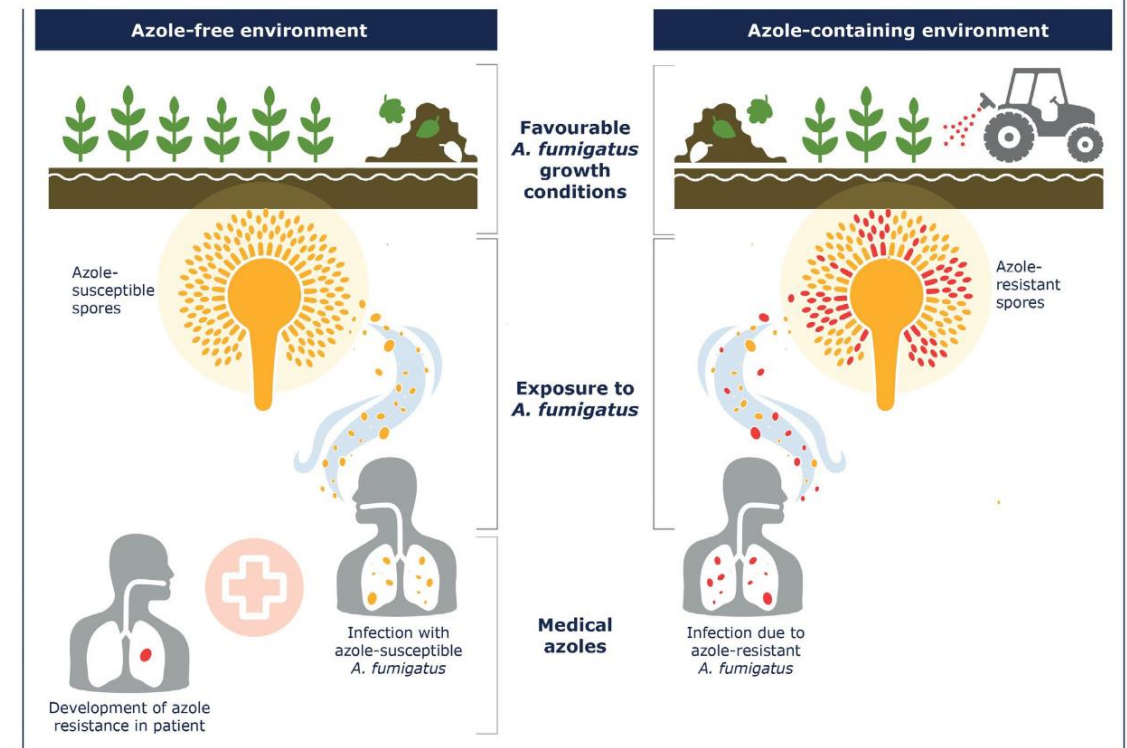 Azole-free environment
Azole-containing environment
Favourable
A. fumigatus
growth
conditions
Azole-
susceptible
spores
Azole-
resistant
spores
Exposure to
A. fumigatus
Infection with
azole-susceptible
A. fumigatus
Medical
azoles
Infection due to
azole-resistant
A. fumigatus
Development of azole
resistance in patient